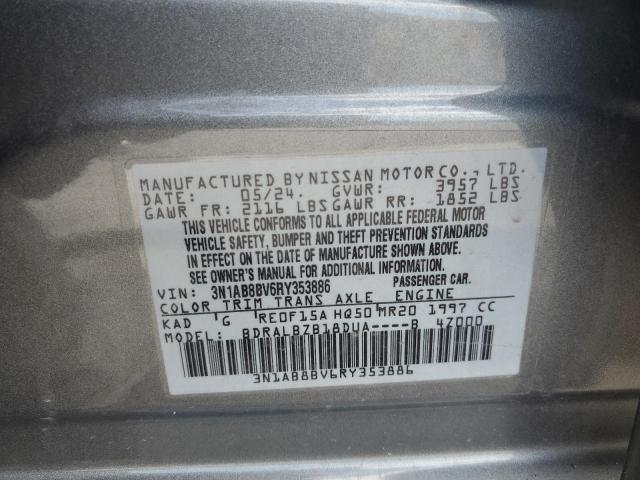 MANUFACTURED BY NISSAN MOTOR CO., LTD.
DATE: 05/24. GVWR: 3957 LBS
GAWR FR: 2116 LBS GAWR RR: 1852 LBS
THIS VEHICLE CONFORMS TO ALL APPLICABLE FEDERAL MOTOR
VEHICLE SAFETY, BUMPER AND THEFT PREVENTION STANDARDS
IN EFFECT ON THE DATE OF MANUFACTURE SHOWN ABOVE.
SEE OWNER'S MANUAL FOR ADDITIONAL INFORMATION.
VIN: 3N1AB8BV6RY353886 PASSENGER CAR.
COLOR TRIM TRANS AXLE ENGINE
KAD G RE0F15A HQ50 MR20 1997 CC
MODEL: BDRALBZB18DUA----B 4Z000
3N1AB8BV6RY353886